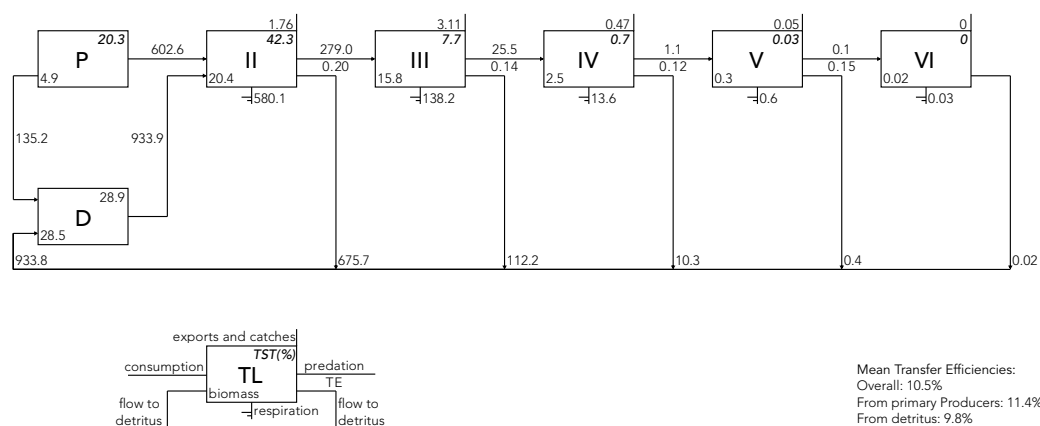 1.76 3.11 0.47 0.05 0
20.3 42.3 7.7 0.7 0.03 0
P 602.6 II 279.0 III 25.5 IV 1.1 V 0.1 VI
0.20 0.14 0.12 0.15
4.9 20.4 15.8 2.5 0.3 0.02
580.1 138.2 13.6 0.6 0.03
135.2 933.9
28.9
D
28.5
933.8 675.7 112.2 10.3 0.4 0.02
exports and catches
TST(%)
consumption TL predation
TE
biomass
flow to detritus respiration flow to detritus
Mean Transfer Efficiencies:
Overall: 10.5%
From primary Producers: 11.4%
From detritus: 9.8%